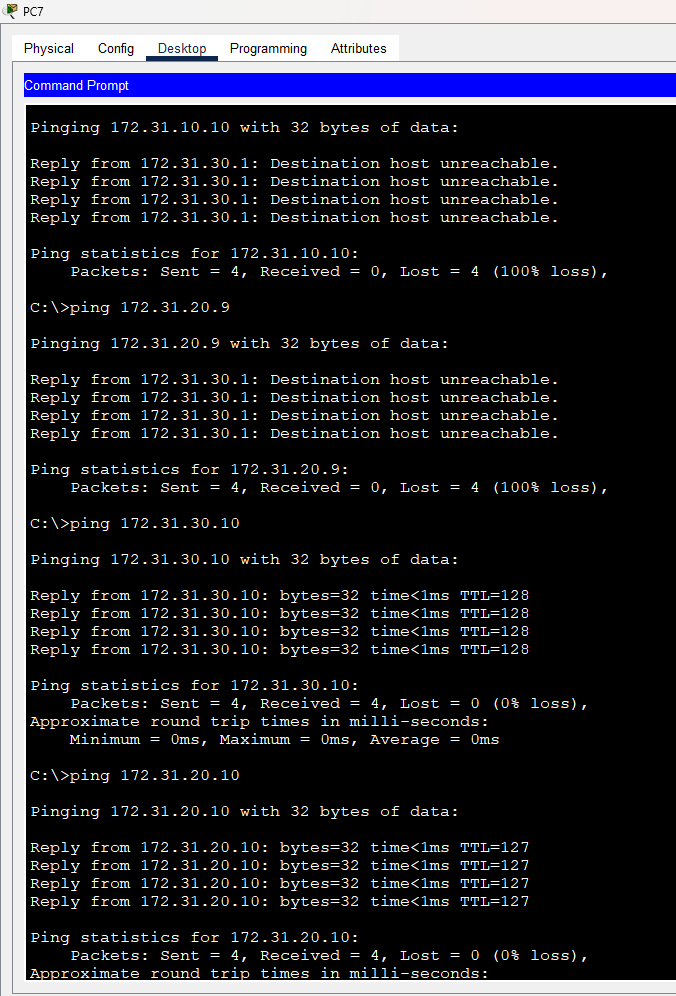 PC7
Physical Config Desktop Programming Attributes
Command Prompt
Pinging 172.31.10.10 with 32 bytes of data:
Reply from 172.31.30.1: Destination host unreachable.
Reply from 172.31.30.1: Destination host unreachable.
Reply from 172.31.30.1: Destination host unreachable.
Reply from 172.31.30.1: Destination host unreachable.
Ping statistics for 172.31.10.10:
    Packets: Sent = 4, Received = 0, Lost = 4 (100% loss),
C:\>ping 172.31.20.9
Pinging 172.31.20.9 with 32 bytes of data:
Reply from 172.31.30.1: Destination host unreachable.
Reply from 172.31.30.1: Destination host unreachable.
Reply from 172.31.30.1: Destination host unreachable.
Reply from 172.31.30.1: Destination host unreachable.
Ping statistics for 172.31.20.9:
    Packets: Sent = 4, Received = 0, Lost = 4 (100% loss),
C:\>ping 172.31.30.10
Pinging 172.31.30.10 with 32 bytes of data:
Reply from 172.31.30.10: bytes=32 time<1ms TTL=128
Reply from 172.31.30.10: bytes=32 time<1ms TTL=128
Reply from 172.31.30.10: bytes=32 time<1ms TTL=128
Reply from 172.31.30.10: bytes=32 time<1ms TTL=128
Ping statistics for 172.31.30.10:
    Packets: Sent = 4, Received = 4, Lost = 0 (0% loss),
Approximate round trip times in milli-seconds:
    Minimum = 0ms, Maximum = 0ms, Average = 0ms
C:\>ping 172.31.20.10
Pinging 172.31.20.10 with 32 bytes of data:
Reply from 172.31.20.10: bytes=32 time<1ms TTL=127
Reply from 172.31.20.10: bytes=32 time<1ms TTL=127
Reply from 172.31.20.10: bytes=32 time<1ms TTL=127
Reply from 172.31.20.10: bytes=32 time<1ms TTL=127
Ping statistics for 172.31.20.10:
    Packets: Sent = 4, Received = 4, Lost = 0 (0% loss),
Approximate round trip times in milli-seconds: